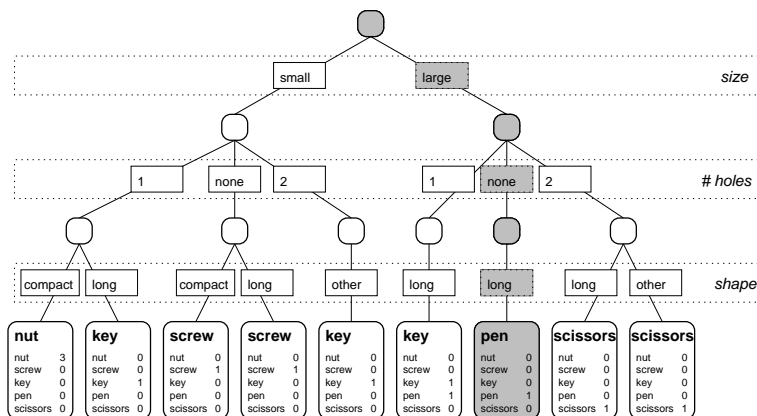 small large size
1 none 2 1 none 2 # holes
compact long compact long other long long long other shape
nut key screw screw key key pen scissors scissors
nut 3 nut 0 nut 0 nut 0 nut 0 nut 0 nut 0 nut 0 nut 0
screw 0 screw 0 screw 1 screw 1 screw 0 screw 0 screw 0 screw 0 screw 0
key 0 key 1 key 0 key 0 key 1 key 1 key 0 key 0 key 0
pen 0 pen 0 pen 0 pen 0 pen 0 pen 1 pen 1 pen 0 pen 0
scissors 0 scissors 0 scissors 0 scissors 0 scissors 0 scissors 0 scissors 0 scissors 1 scissors 1